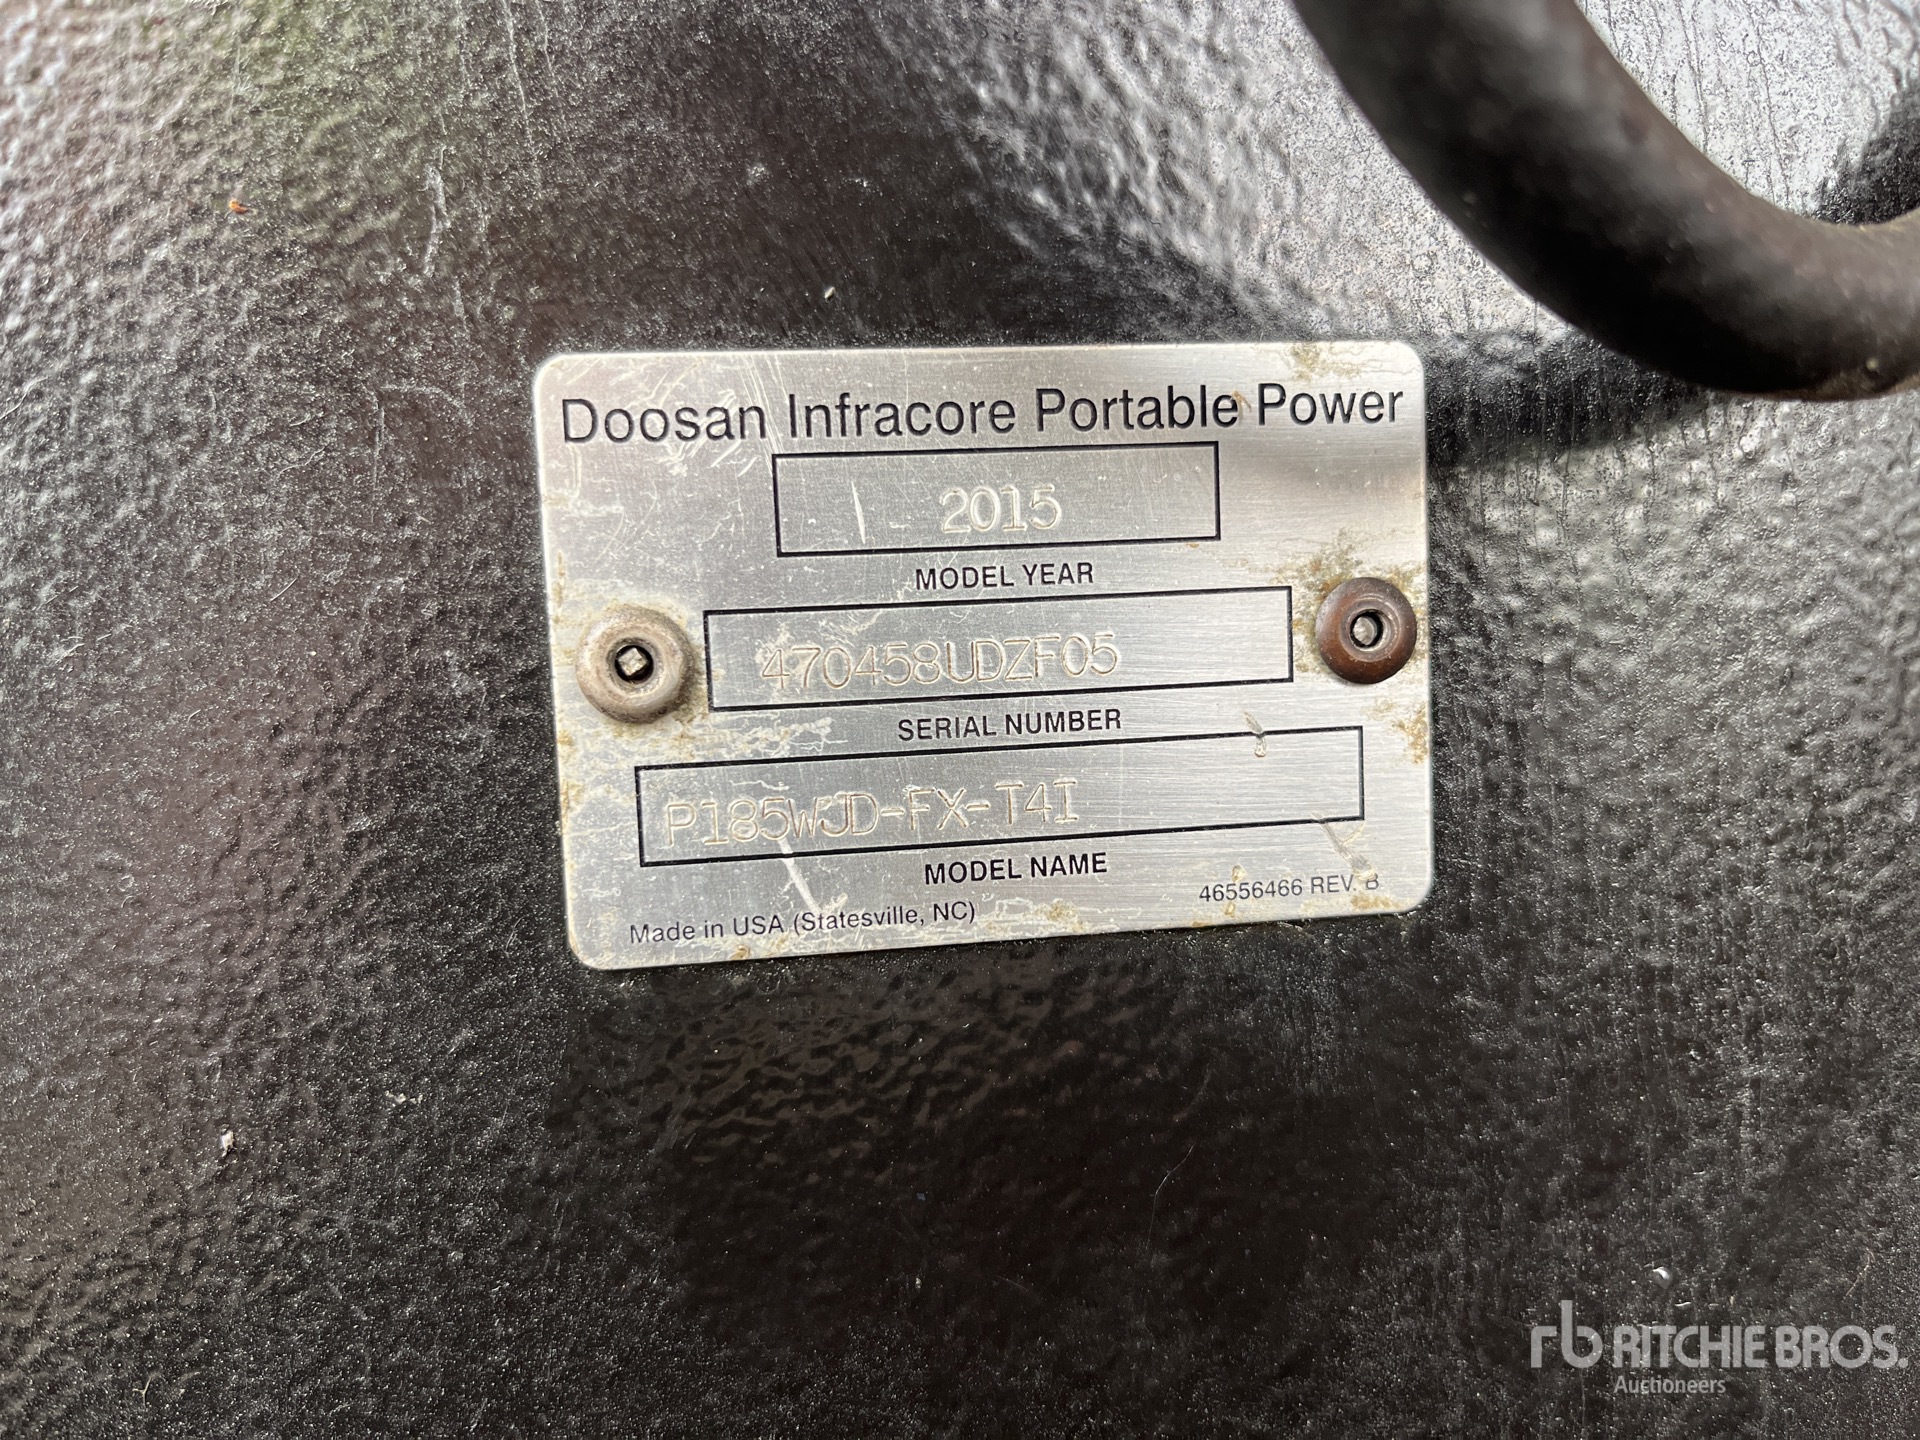 Doosan Infracore Portable Power
2015
MODEL YEAR
470458UDZF05
SERIAL NUMBER
P185WJD-FX-T4I
MODEL NAME
Made in USA (Statesville, NC)
46556466 REV. B
rb RITCHIE BROS.
Auctioneers